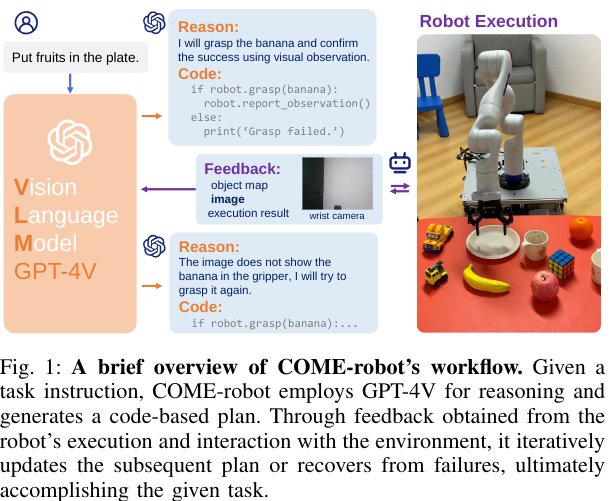 Robot Execution
Put fruits in the plate.
Reason:
I will grasp the banana and confirm
the success using visual observation.
Code:
if robot.grasp(banana):
robot.report_observation()
else:
print(‘Grasp failed.’)
Vision
Language
Model
GPT-4V
Feedback:
object map
image
execution result
wrist camera
Reason:
The image does not show the
banana in the gripper, I will try to
grasp it again.
Code:
if robot.grasp(banana):...
Fig. 1: A brief overview of COME-robot’s workflow. Given a
task instruction, COME-robot employs GPT-4V for reasoning and
generates a code-based plan. Through feedback obtained from the
robot’s execution and interaction with the environment, it iteratively
updates the subsequent plan or recovers from failures, ultimately
accomplishing the given task.